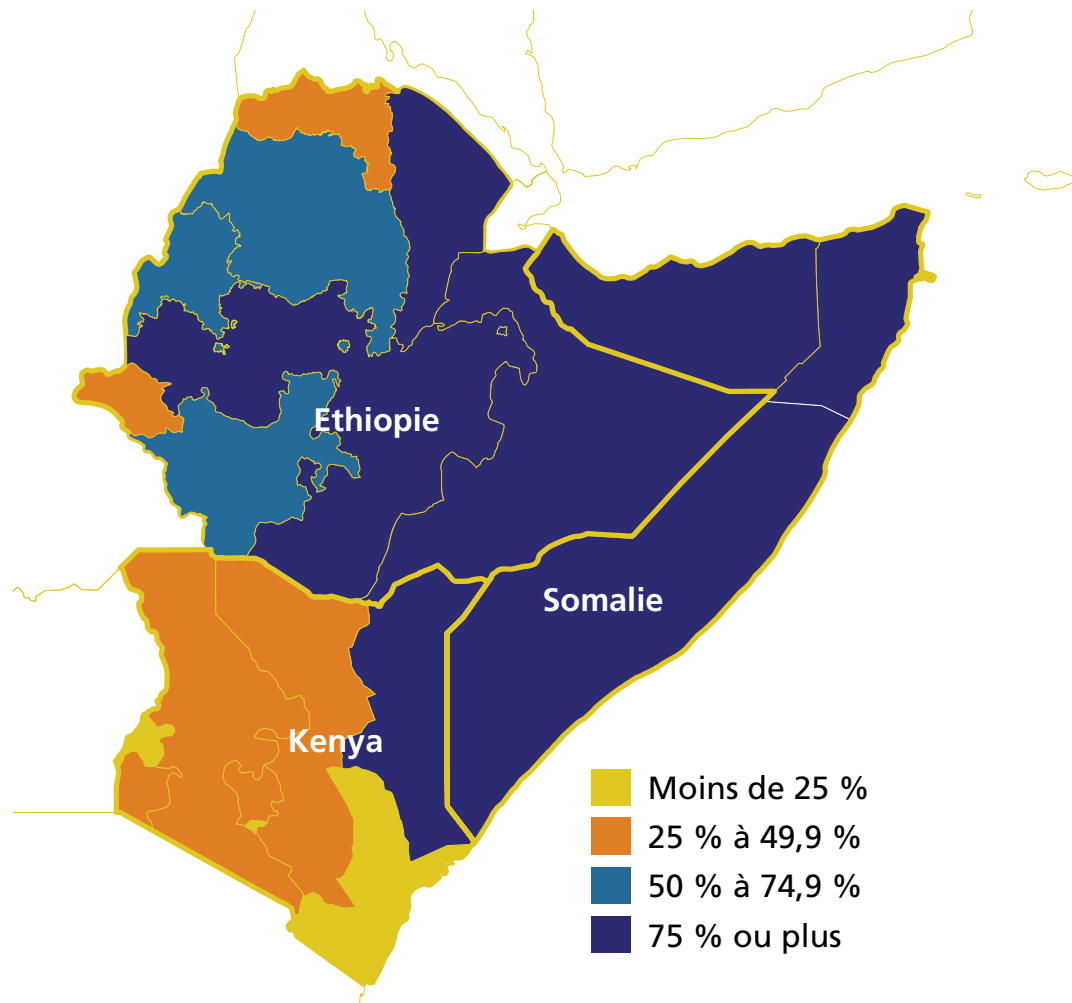 Ethiopie
Somalie
Kenya
Moins de 25 %
25 % à 49,9 %
50 % à 74,9 %
75 % ou plus